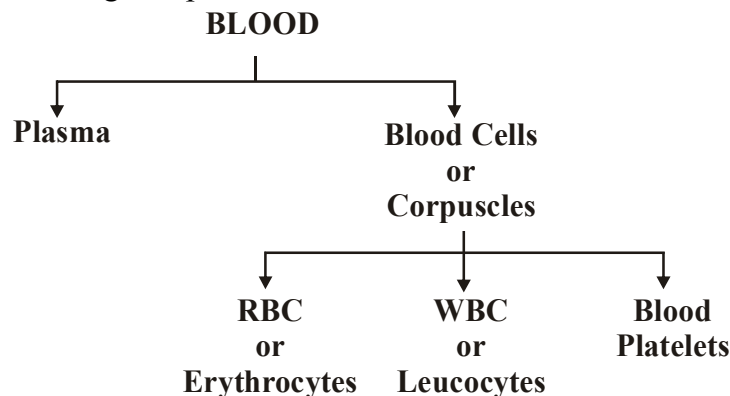 BLOOD
Plasma
Blood Cells
or
Corpuscles
RBC
or
Erythrocytes
WBC
or
Leucocytes
Blood
Platelets